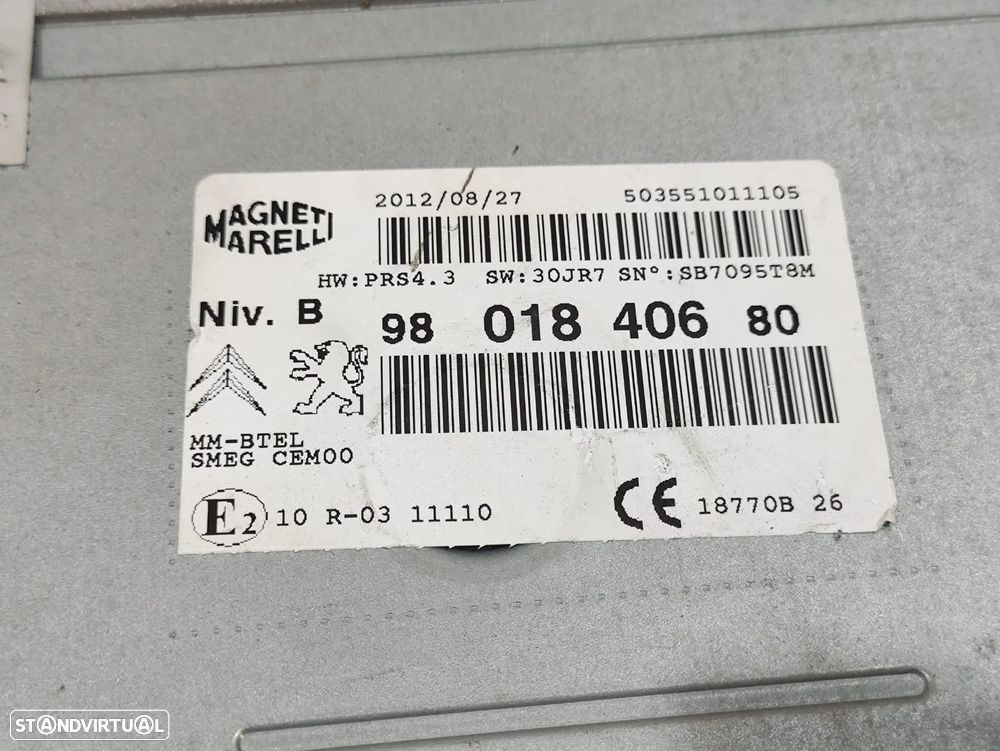 2012/08/27 503551011105
MAGNETI
MARELLI
HW:PRS4.3 SW:30JR7 SN°:SB7095T8M
Niv. B 98 018 406 80
MM-BTEL
SMEG CEM00
E2 10 R-03 11110 CE 18770B 26
STANDVIRTUAL